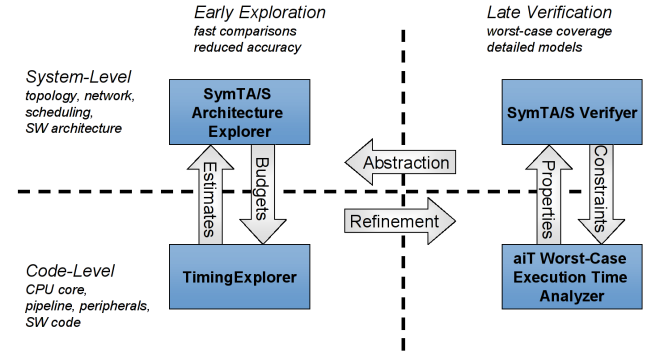 Early Exploration
fast comparisons
reduced accuracy
Late Verification
worst-case coverage
detailed models
System-Level
topology, network,
scheduling,
SW architecture
SymTA/S
Architecture
Explorer
SymTA/S Verifyer
Estimates
Budgets
Abstraction
Refinement
Properties
Constraints
Code-Level
CPU core,
pipeline, peripherals,
SW code
TimingExplorer
aiT Worst-Case
Execution Time
Analyzer